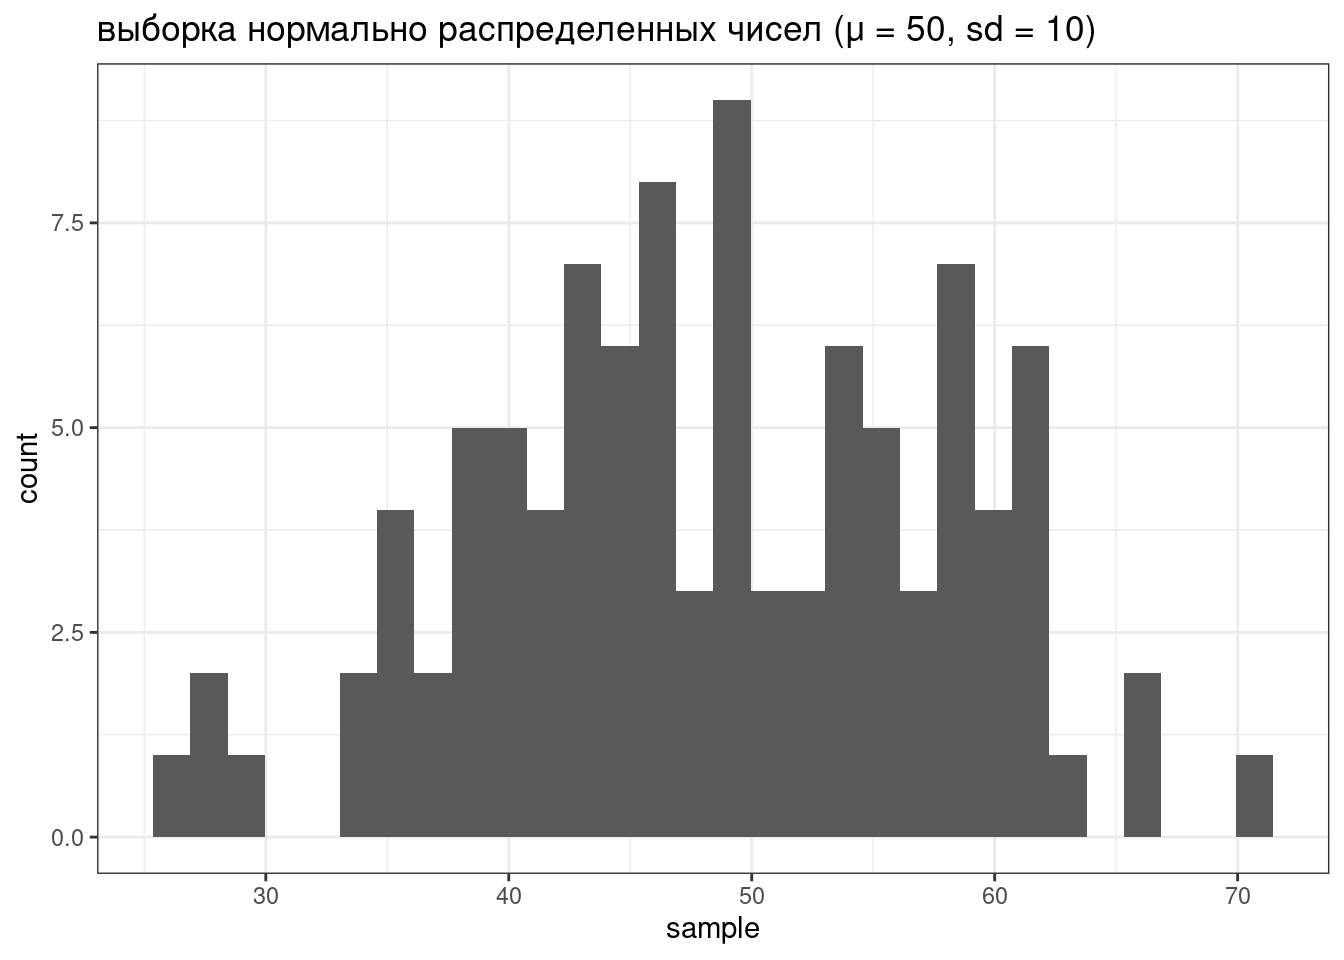 выборка нормально распределенных чисел (μ = 50, sd = 10)
7.5
5.0
2.5
0.0
count
30 40 50 60 70
sample